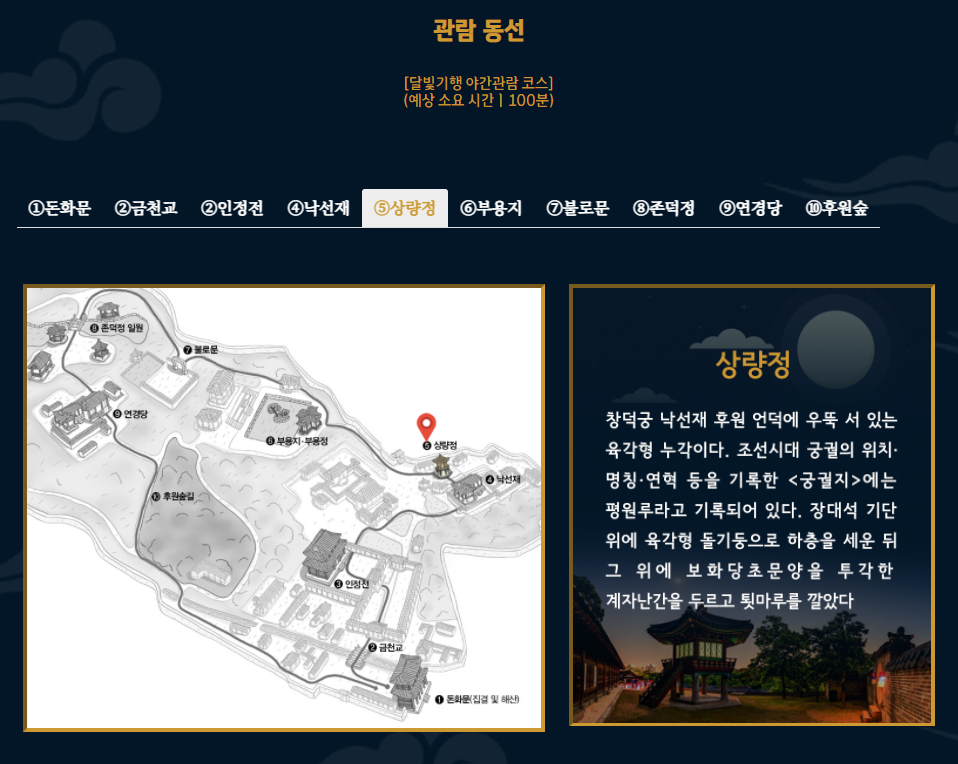 관람 동선
[달빛기행 야간관람 코스]
(예상 소요 시간 | 100분)
①돈화문 ②금천교 ②인정전 ④낙선재 ⑤상량정 ⑥부용지 ⑦불로문 ⑧존덕정 ⑨연경당 ⑩후원숲
❽ 존덕정 일원
❼ 불로문
❾ 연경당
❻ 부용지·부용정
❺ 상량정
❹ 낙선재
❿ 후원숲길
❸ 인정전
❷ 금천교
❶ 돈화문(집결 및 해산)
상량정
창덕궁 낙선재 후원 언덕에 우뚝 서 있는
육각형 누각이다. 조선시대 궁궐의 위치·
명칭·연혁 등을 기록한 <궁궐지>에는
평원루라고 기록되어 있다. 장대석 기단
위에 육각형 돌기둥으로 하층을 세운 뒤
그 위에 보화당초문양을 투각한
계자난간을 두르고 툇마루를 깔았다